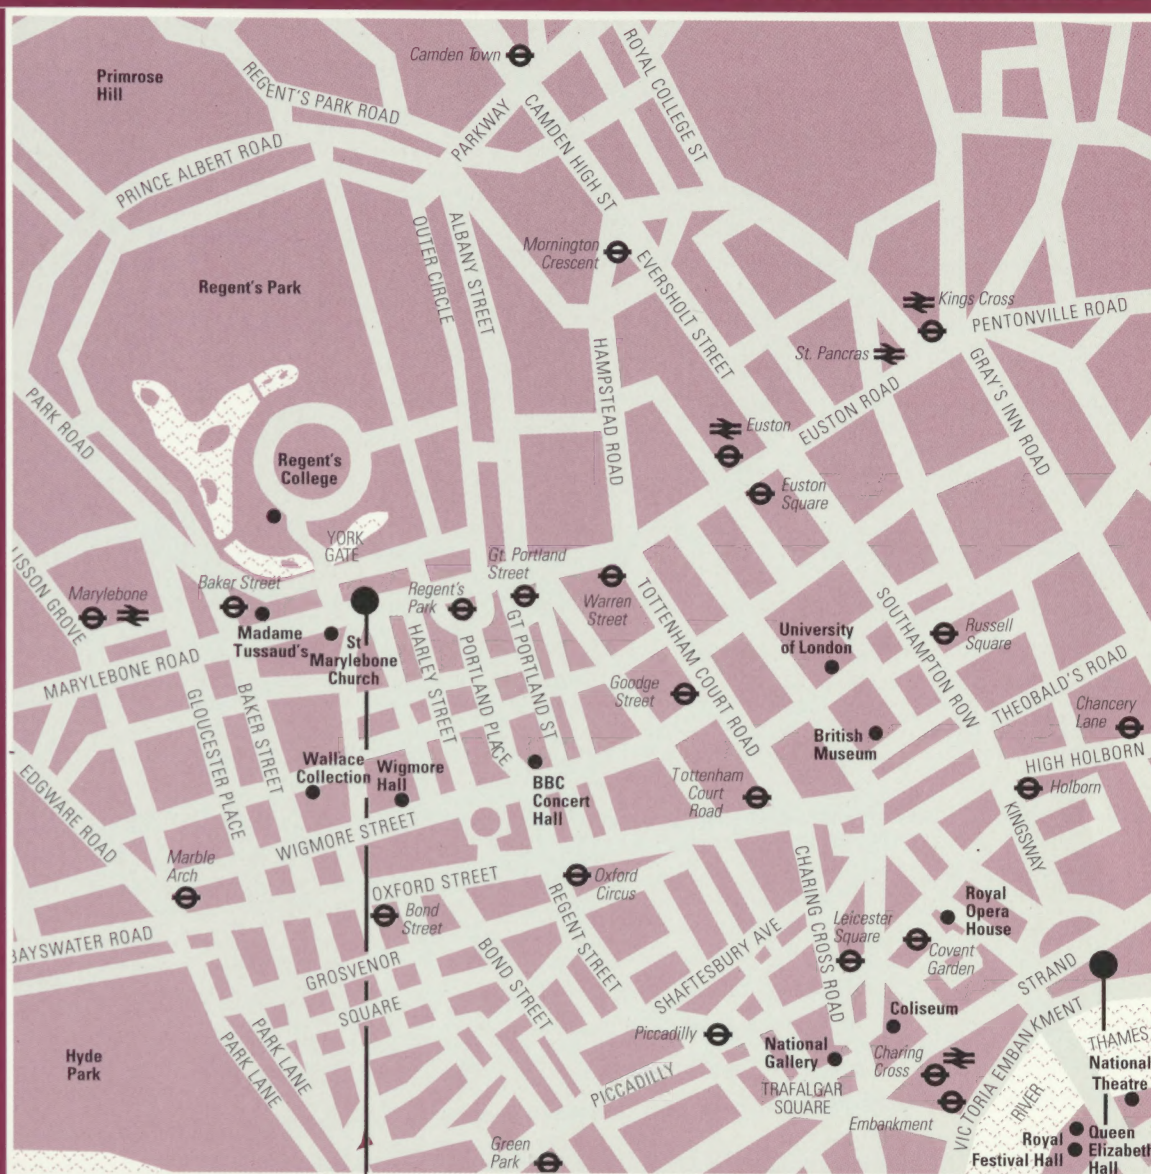 Camden Town
ROYAL COLLEGE ST
Primrose
Hill
REGENT'S PARK ROAD
PARKWAY
CAMDEN HIGH ST
PRINCE ALBERT ROAD
OUTER CIRCLE
ALBANY STREET
Mornington
Crescent
EVERSHOLT STREET
Regent's Park
Kings Cross
PENTONVILLE ROAD
St. Pancras
HAMPSTEAD ROAD
GRAY'S INN ROAD
EUSTON ROAD
PARK ROAD
Euston
Regent's
College
Euston
Square
YORK
GATE
Gt. Portland
Street
LISSON GROVE
Marylebone
Baker Street
Regent's
Park
Warren
Street
TOTTENHAM COURT ROAD
SOUTHAMPTON ROW
Madame
Tussaud's
St
Marylebone
Church
HARLEY STREET
PORTLAND PLACE
GT PORTLAND ST
University
of London
Russell
Square
MARYLEBONE ROAD
THEOBALD'S ROAD
GLOUCESTER PLACE
BAKER STREET
Goodge
Street
Chancery
Lane
British
Museum
HIGH HOLBORN
Wallace
Collection
Wigmore
Hall
BBC
Concert
Hall
Tottenham
Court
Road
Holborn
EDGWARE ROAD
KINGSWAY
WIGMORE STREET
Marble
Arch
OXFORD STREET
Oxford
Circus
CHARING CROSS ROAD
Royal
Opera
House
Bond
Street
REGENT STREET
Leicester
Square
Covent
Garden
BAYSWATER ROAD
SHAFTESBURY AVE
GROSVENOR
SQUARE
BOND STREET
STRAND
Coliseum
PARK LANE
PARK LANE
Piccadilly
National
Gallery
Charing
Cross
VICTORIA EMBANKMENT
THAMES
National
Theatre
Hyde
Park
PICCADILLY
TRAFALGAR
SQUARE
RIVER
Embankment
Green
Park
Royal
Festival Hall
Queen
Elizabeth
Hall